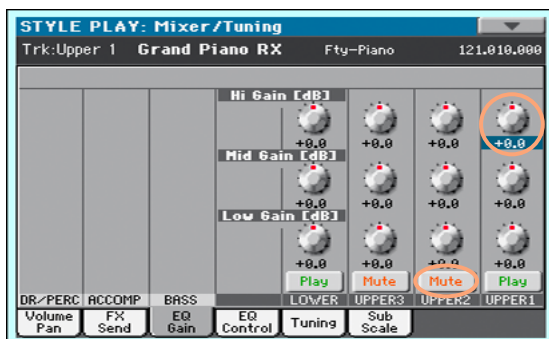 STYLE PLAY: Mixer/Tuning
Trk:Upper 1 Grand Piano RX Fty-Piano 121.010.000
Hi Gain [dB]
+0.0 +0.0 +0.0 +0.0
Mid Gain [dB]
+0.0 +0.0 +0.0 +0.0
Low Gain [dB]
+0.0 +0.0 +0.0 +0.0
Play Mute Mute Play
DR/PERC ACCOMP BASS LOWER UPPER3 UPPER2 UPPER1
Volume Pan FX Send EQ Gain EQ Control Tuning Sub Scale